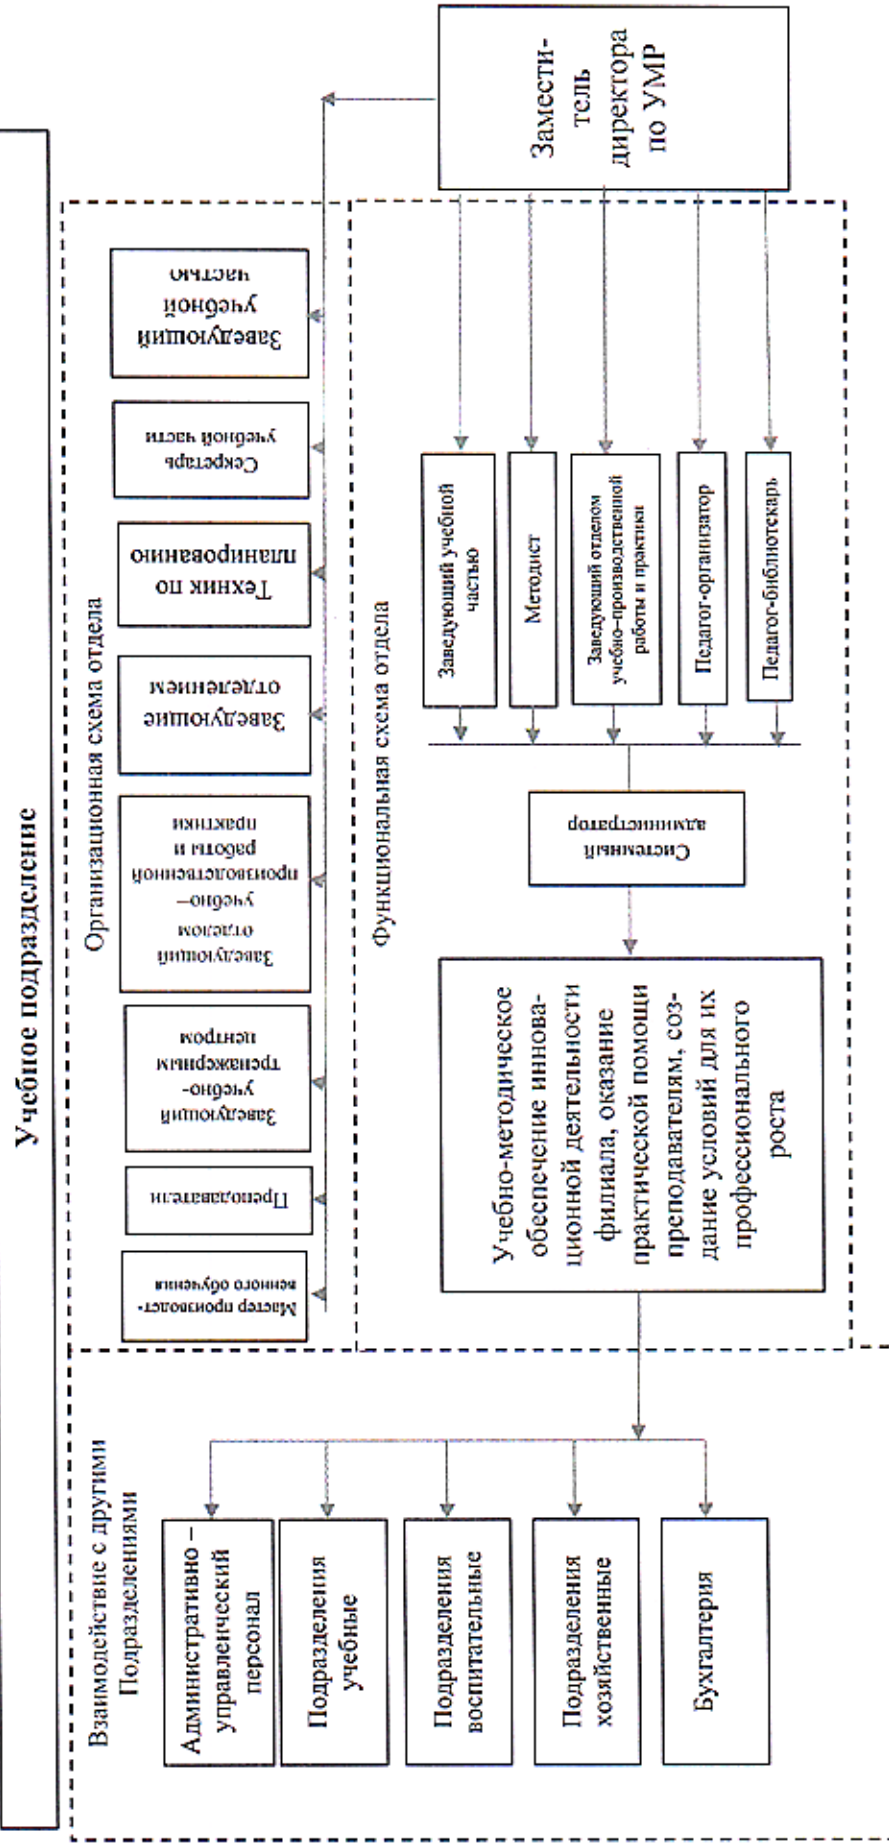 Учебное подразделение
Взаимодействие с другими
Подразделениями
Административно –
управленческий
персонал
Подразделения
учебные
Подразделения
воспитательные
Подразделения
хозяйственные
Бухгалтерия
Организационная схема отдела
Мастер производст-
венного обучения
Преподаватели
Заведующий
учебно-
тренажерным
центром
Заведующий
отделом
учебно–
производственной
работы и
практики
Заведующие
отделением
Техник по
планированию
Секретарь
учебной части
Заведующий
учебной
частью
Функциональная схема отдела
Учебно-методическое
обеспечение иннова-
ционной деятельности
филиала, оказание
практической помощи
преподавателям, соз-
дание условий для их
профессионального
роста
Системный
администратор
Заведующий учебной
частью
Методист
Заведующий отделом
учебно–производственной
работы и практики
Педагог-организатор
Педагог-библиотекарь
Замести-
тель
директора
по УМР